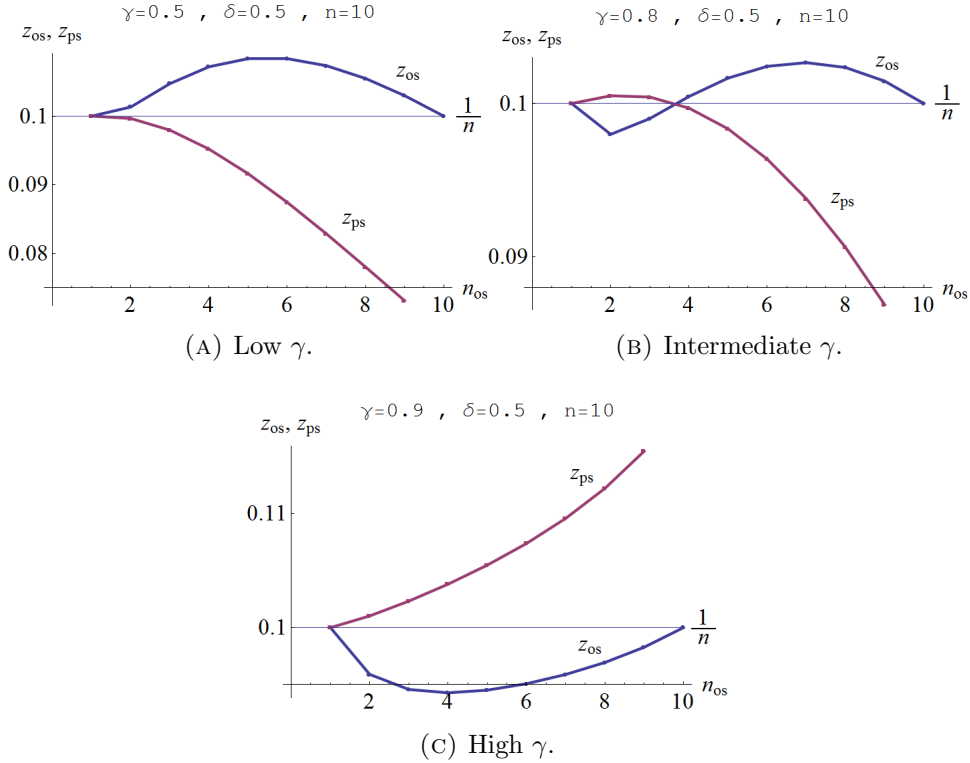 γ=0.5 , δ=0.5 , n=10
z_os, z_ps
z_os
0.1
1/n
0.09
z_ps
0.08
2 4 6 8 10 n_os
(A) Low γ.
γ=0.8 , δ=0.5 , n=10
z_os, z_ps
z_os
0.1
1/n
z_ps
0.09
2 4 6 8 10 n_os
(B) Intermediate γ.
γ=0.9 , δ=0.5 , n=10
z_os, z_ps
z_ps
0.11
0.1
1/n
z_os
2 4 6 8 10 n_os
(C) High γ.